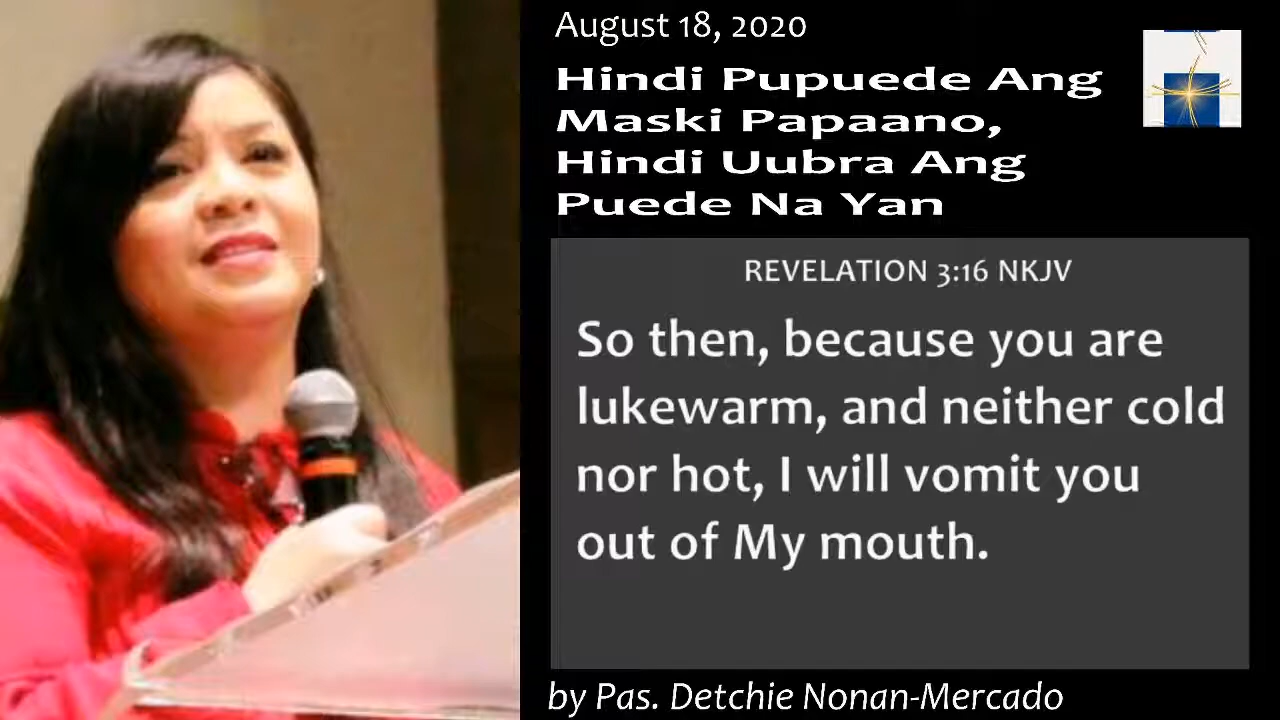 August 18, 2020
Hindi Pupuede Ang
Maski Papaano,
Hindi Uubra Ang
Puede Na Yan
REVELATION 3:16 NKJV
So then, because you are
lukewarm, and neither cold
nor hot, I will vomit you
out of My mouth.
by Pas. Detchie Nonan-Mercado